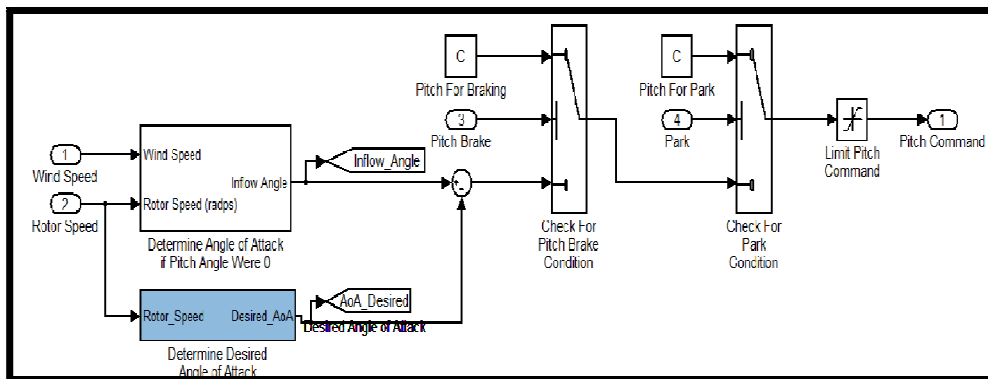 C
Pitch For Braking
3
Pitch Brake
C
Pitch For Park
4
Park
Limit Pitch
Command
1
Pitch Command
1
Wind Speed
2
Rotor Speed
Wind Speed
Inflow Angle
Rotor Speed (radps)
Determine Angle of Attack
if Pitch Angle Were 0
Inflow_Angle
Check For
Pitch Brake
Condition
Check For
Park
Condition
Rotor_Speed
Desired_AoA
AoA_Desired
Desired Angle of Attack
Determine Desired
Angle of Attack